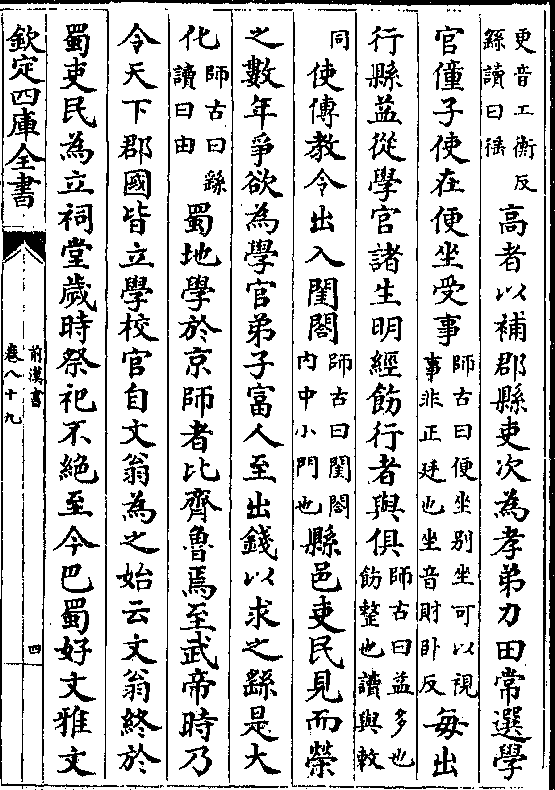 更音工衡反
繇讀曰徭
高者以補郡縣吏次為孝弟力田常選學
官僮子使在便坐受事
師古曰便坐别坐可以視
事非正廷也坐音財卧反
毎出
行縣益從學官諸生明經飭行者與俱
師古曰益多也
飭整也讀與敕
同
使傳教令出入閨閤
師古曰閨閤
内中小門也
縣邑吏民見而榮
之數年爭欲為學官弟子富人至出錢以求之繇是大
化
師古曰繇
讀曰由
蜀地學於京師者比齊魯焉至武帝時乃
令天下郡國皆立學校官自文翁為之始云文翁終於
蜀吏民為立祠堂歲時祭祀不絶至今巴蜀好文雅文
欽定四庫全書
前漢書
卷八十九
四